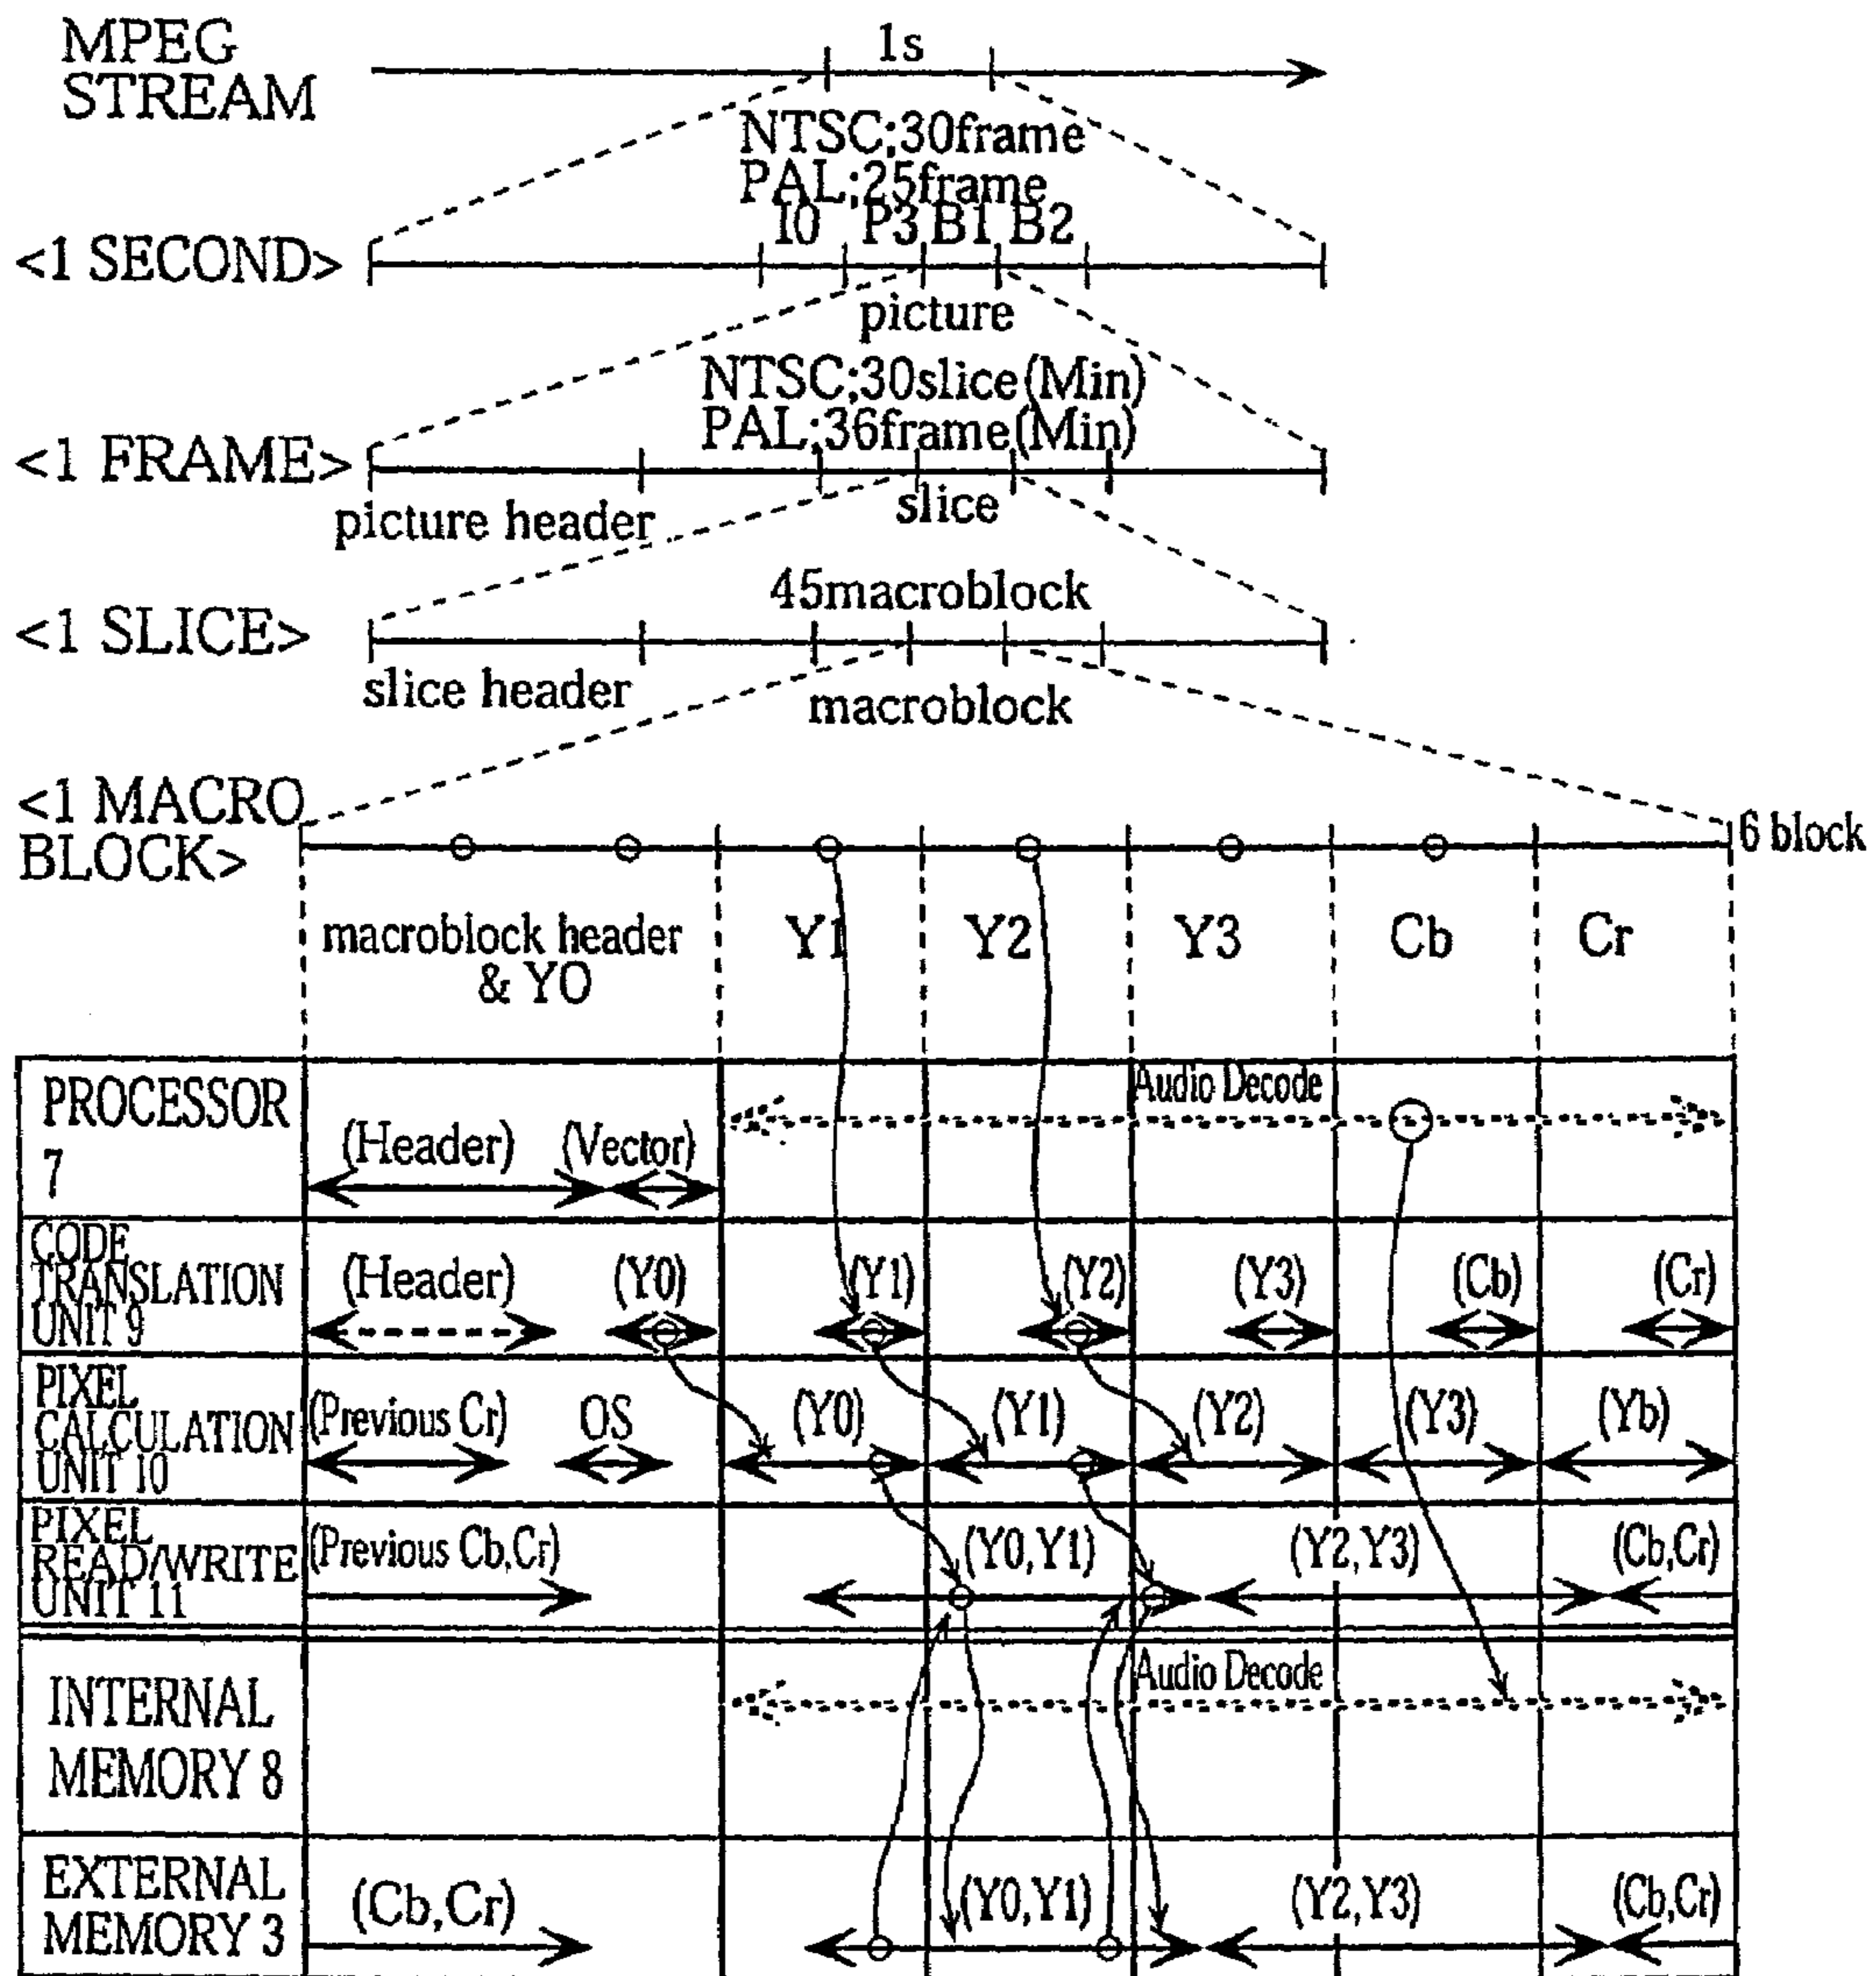 MPEG
STREAM
1s
NTSC;30frame
PAL;25frame
I0 P3 B1 B2
<1 SECOND>
picture
NTSC;30slice(Min)
PAL;36frame(Min)
<1 FRAME>
picture header
slice
45macroblock
<1 SLICE>
slice header
macroblock
<1 MACRO
BLOCK>
6 block
macroblock header
& YO
Y1
Y2
Y3
Cb
Cr
PROCESSOR
7
(Header)
(Vector)
Audio Decode
CODE
TRANSLATION
UNIT 9
(Header)
(Y0)
(Y1)
(Y2)
(Y3)
(Cb)
(Cr)
PIXEL
CALCULATION
UNIT 10
(Previous Cr)
OS
(Y0)
(Y1)
(Y2)
(Y3)
(Yb)
PIXEL
READ/WRITE
UNIT 11
(Previous Cb,Cr)
(Y0,Y1)
(Y2,Y3)
(Cb,Cr)
INTERNAL
MEMORY 8
Audio Decode
EXTERNAL
MEMORY 3
(Cb,Cr)
(Y0,Y1)
(Y2,Y3)
(Cb,Cr)